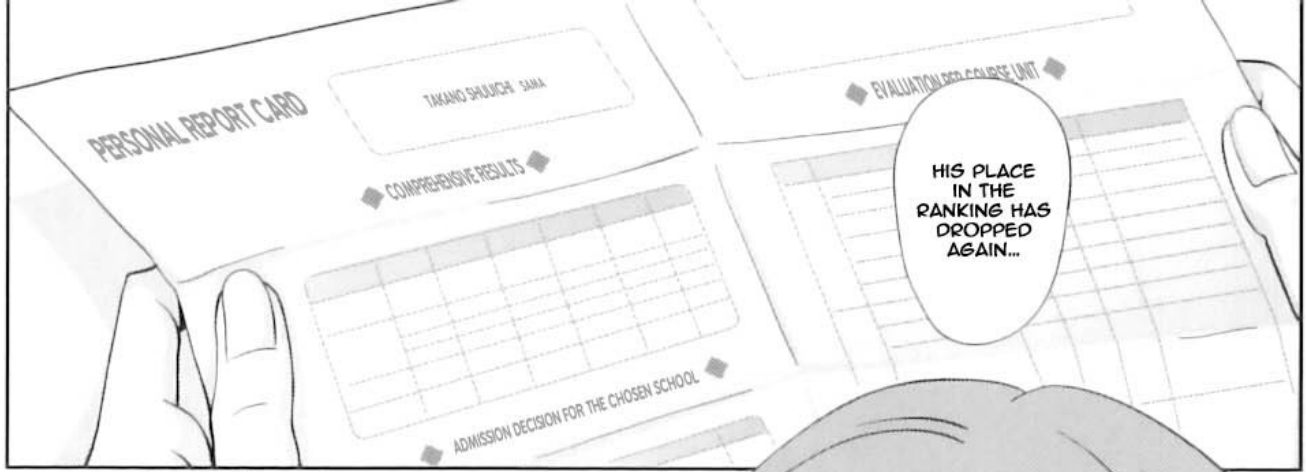 PERSONAL REPORT CARD
TAKANO SHUUICHI SAMA
COMPREHENSIVE RESULTS
ADMISSION DECISION FOR THE CHOSEN SCHOOL
EVALUATION PER COURSE UNIT
HIS PLACE
IN THE
RANKING HAS
DROPPED
AGAIN...